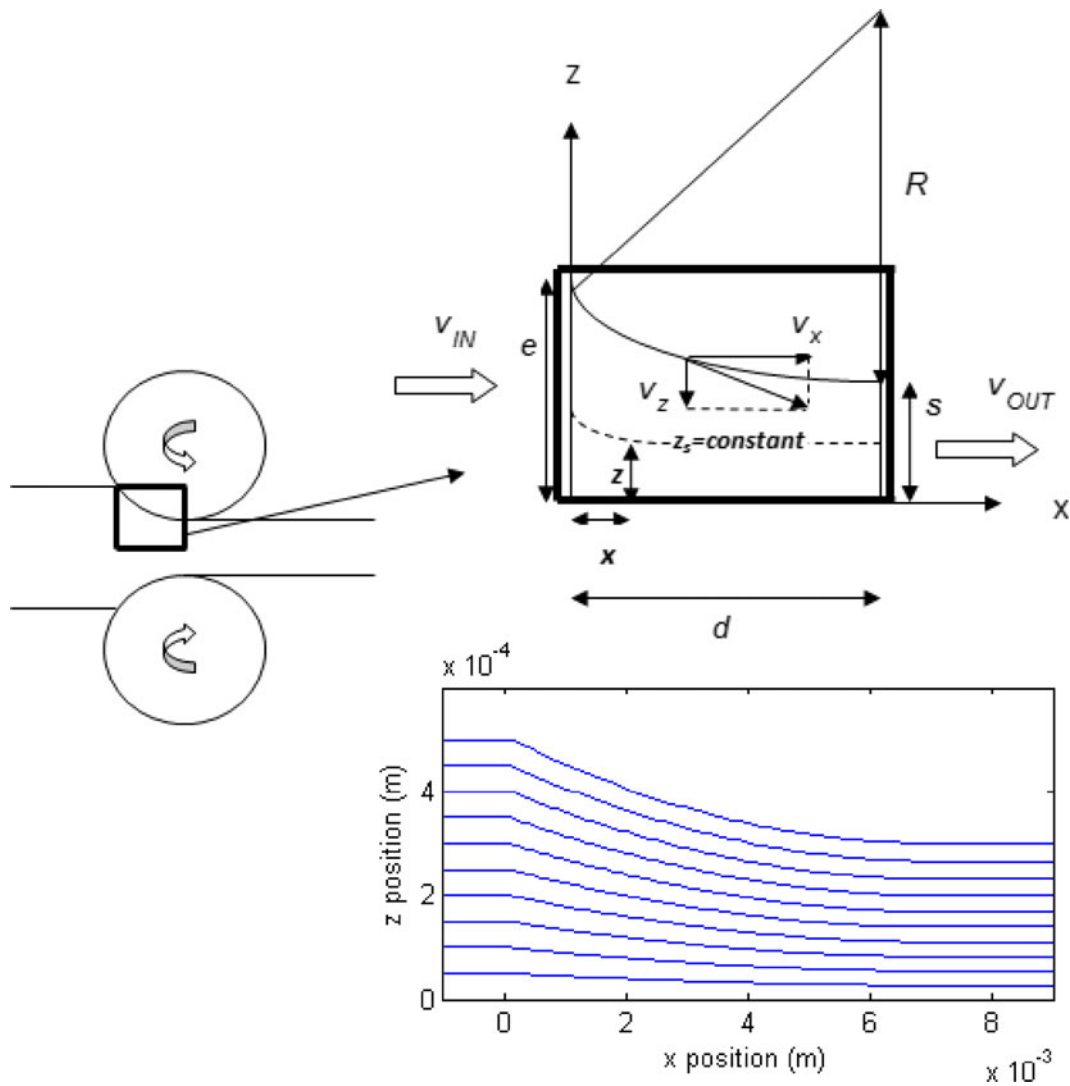 z
R
v_IN
e
v_x
v_z
s
v_OUT
z_s=constant
z
x
x
d
x 10^-4
z position (m)
4
2
0
0 2 4 6 8
x position (m)
x 10^-3